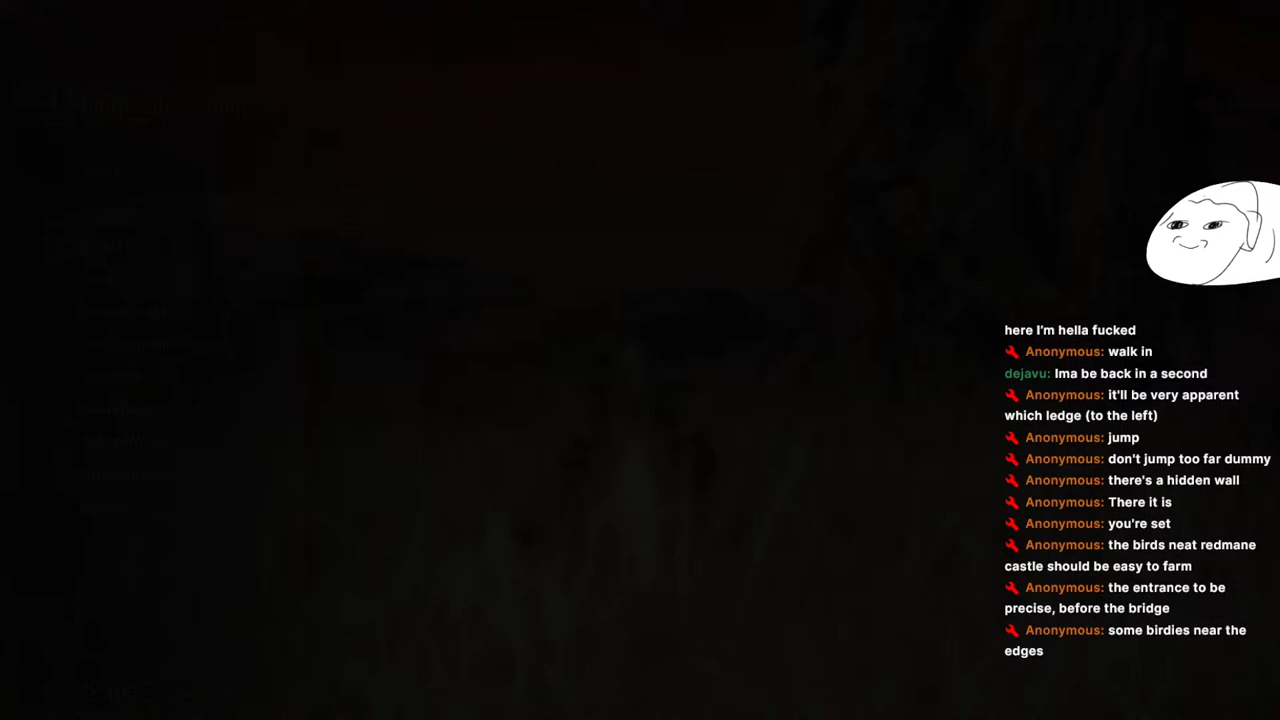 here I'm hella fucked
Anonymous: walk in
dejavu: Ima be back in a second
Anonymous: it'll be very apparent
which ledge (to the left)
Anonymous: jump
Anonymous: don't jump too far dummy
Anonymous: there's a hidden wall
Anonymous: There it is
Anonymous: you're set
Anonymous: the birds neat redmane
castle should be easy to farm
Anonymous: the entrance to be
precise, before the bridge
Anonymous: some birdies near the
edges